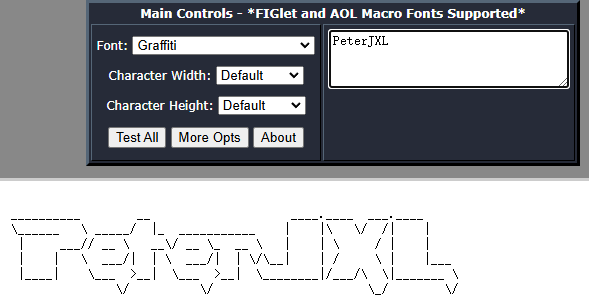 Main Controls - *FIGlet and AOL Macro Fonts Supported*
Font: Graffiti
Character Width: Default
Character Height: Default
Test All More Opts About
PeterJXL
PeterJXL